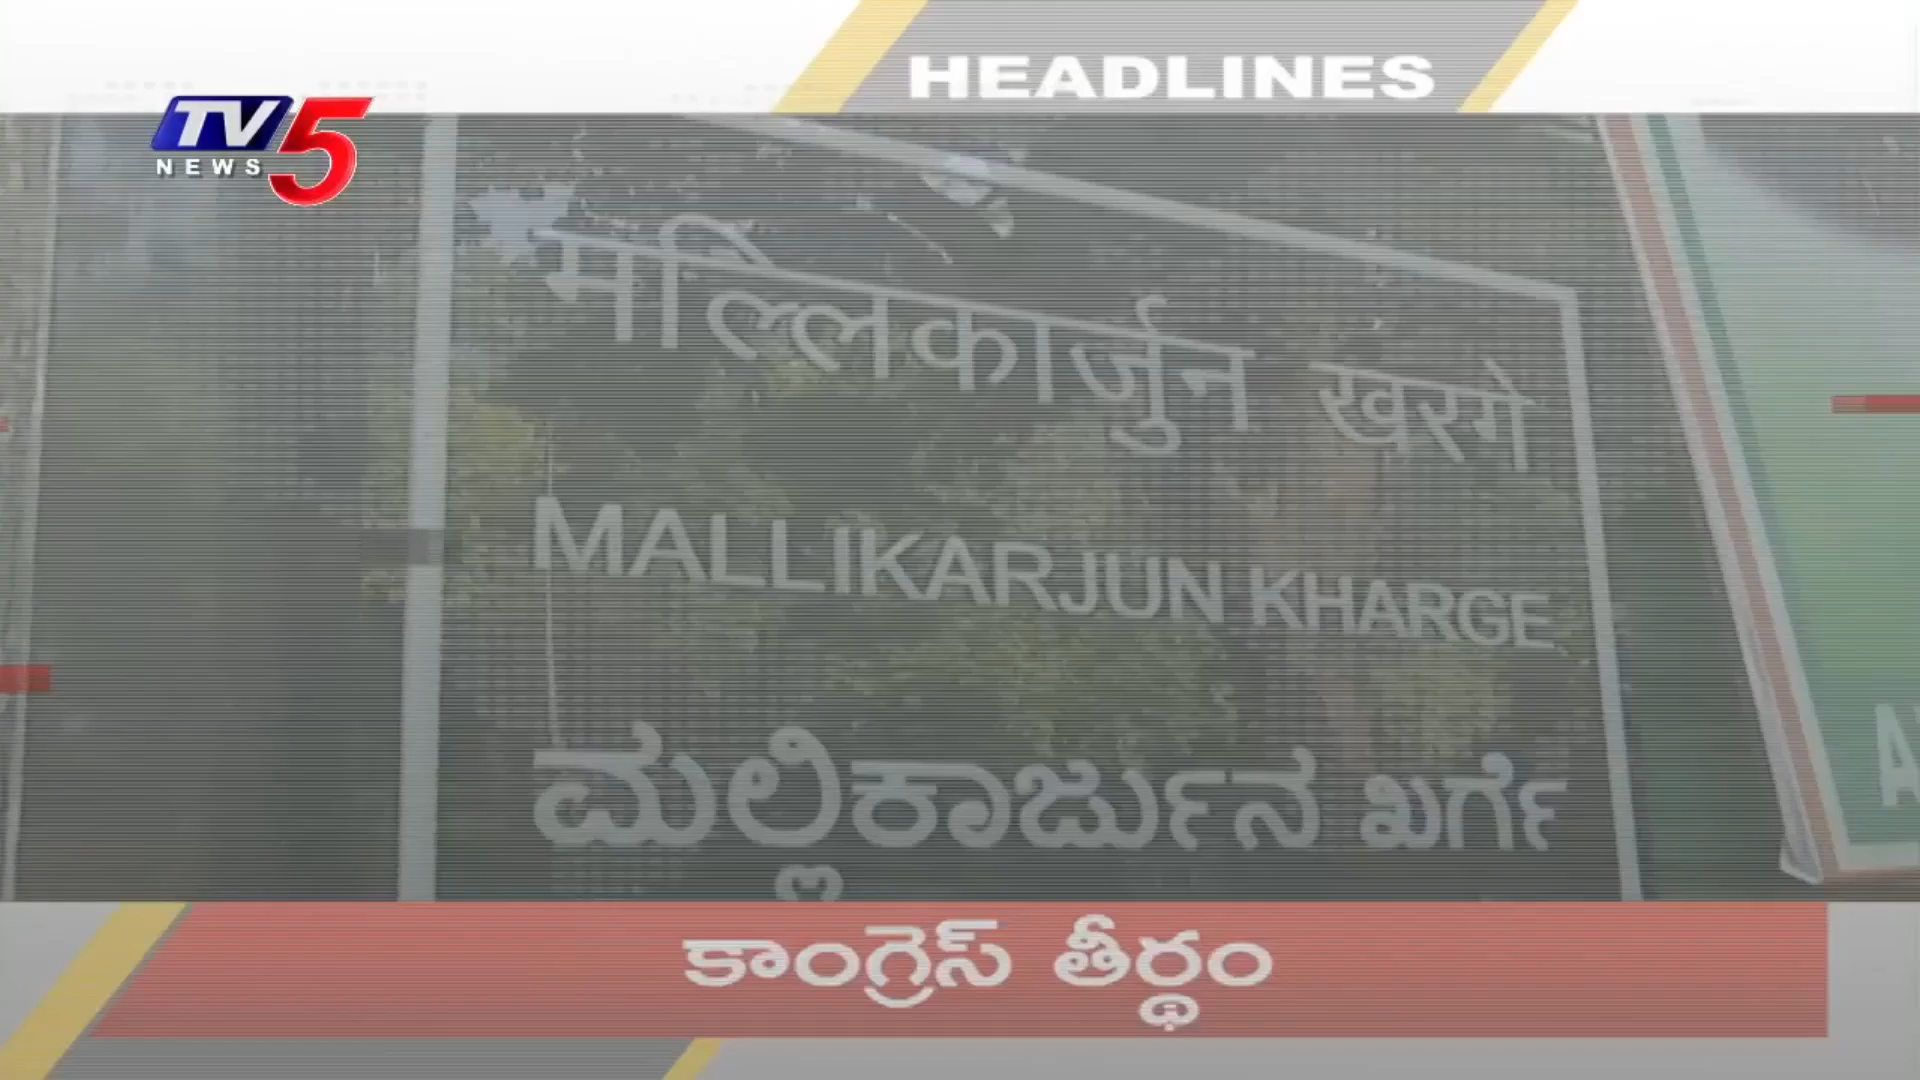 HEADLINES
TV5
NEWS
मल्लिकार्जुन खरगे
MALLIKARJUN KHARGE
ಮಲ್ಲಿಕಾರ್ಜುನ ಖರ್ಗೆ
కాంగ్రెస్ తీర్థం